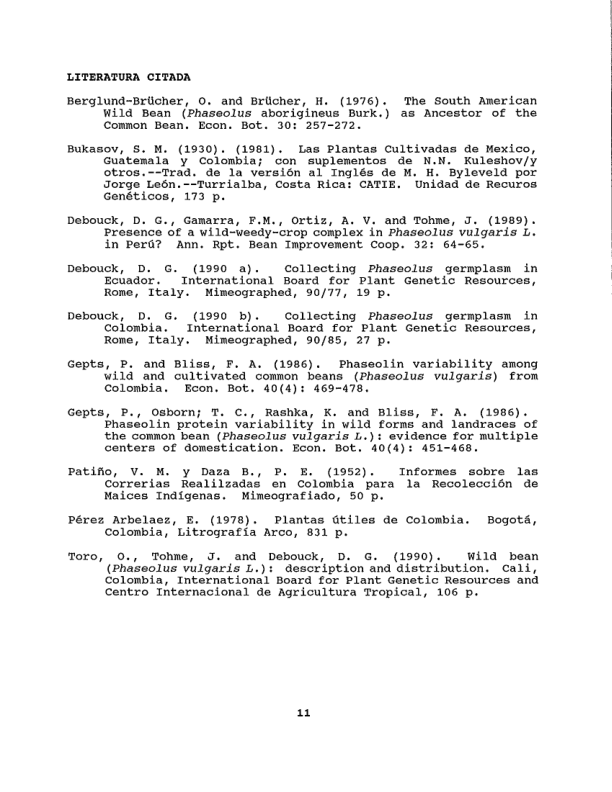 LITERATURA CITADA
Berglund-Brücher, O. and Brücher, H. (1976). The South American
Wild Bean (Phaseolus aborigineus Burk.) as Ancestor of the
Common Bean. Econ. Bot. 30: 257-272.
Bukasov, S. M. (1930). (1981). Las Plantas Cultivadas de Mexico,
Guatemala y Colombia; con suplementos de N.N. Kuleshov/y
otros.--Trad. de la versión al Inglés de M. H. Byleveld por
Jorge León.--Turrialba, Costa Rica: CATIE. Unidad de Recuros
Genéticos, 173 p.
Debouck, D. G., Gamarra, F.M., Ortiz, A. V. and Tohme, J. (1989).
Presence of a wild-weedy-crop complex in Phaseolus vulgaris L.
in Perú? Ann. Rpt. Bean Improvement Coop. 32: 64-65.
Debouck, D. G. (1990 a). Collecting Phaseolus germplasm in
Ecuador. International Board for Plant Genetic Resources,
Rome, Italy. Mimeographed, 90/77, 19 p.
Debouck, D. G. (1990 b). Collecting Phaseolus germplasm in
Colombia. International Board for Plant Genetic Resources,
Rome, Italy. Mimeographed, 90/85, 27 p.
Gepts, P. and Bliss, F. A. (1986). Phaseolin variability among
wild and cultivated common beans (Phaseolus vulgaris) from
Colombia. Econ. Bot. 40(4): 469-478.
Gepts, P., Osborn; T. C., Rashka, K. and Bliss, F. A. (1986).
Phaseolin protein variability in wild forms and landraces of
the common bean (Phaseolus vulgaris L.): evidence for multiple
centers of domestication. Econ. Bot. 40(4): 451-468.
Patiño, V. M. y Daza B., P. E. (1952). Informes sobre las
Correrias Realilzadas en Colombia para la Recolección de
Maices Indígenas. Mimeografiado, 50 p.
Pérez Arbelaez, E. (1978). Plantas útiles de Colombia. Bogotá,
Colombia, Litrografía Arco, 831 p.
Toro, O., Tohme, J. and Debouck, D. G. (1990). Wild bean
(Phaseolus vulgaris L.): description and distribution. Cali,
Colombia, International Board for Plant Genetic Resources and
Centro Internacional de Agricultura Tropical, 106 p.
11